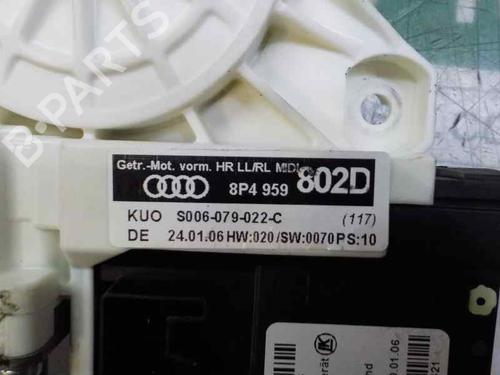 B-PARTS
Getr.-Mot. vorm. HR LL/RL MIDI
8P4 959 802D
KUO S006-079-022-C (117)
DE 24.01.06 HW:020/SW:0070 PS:10